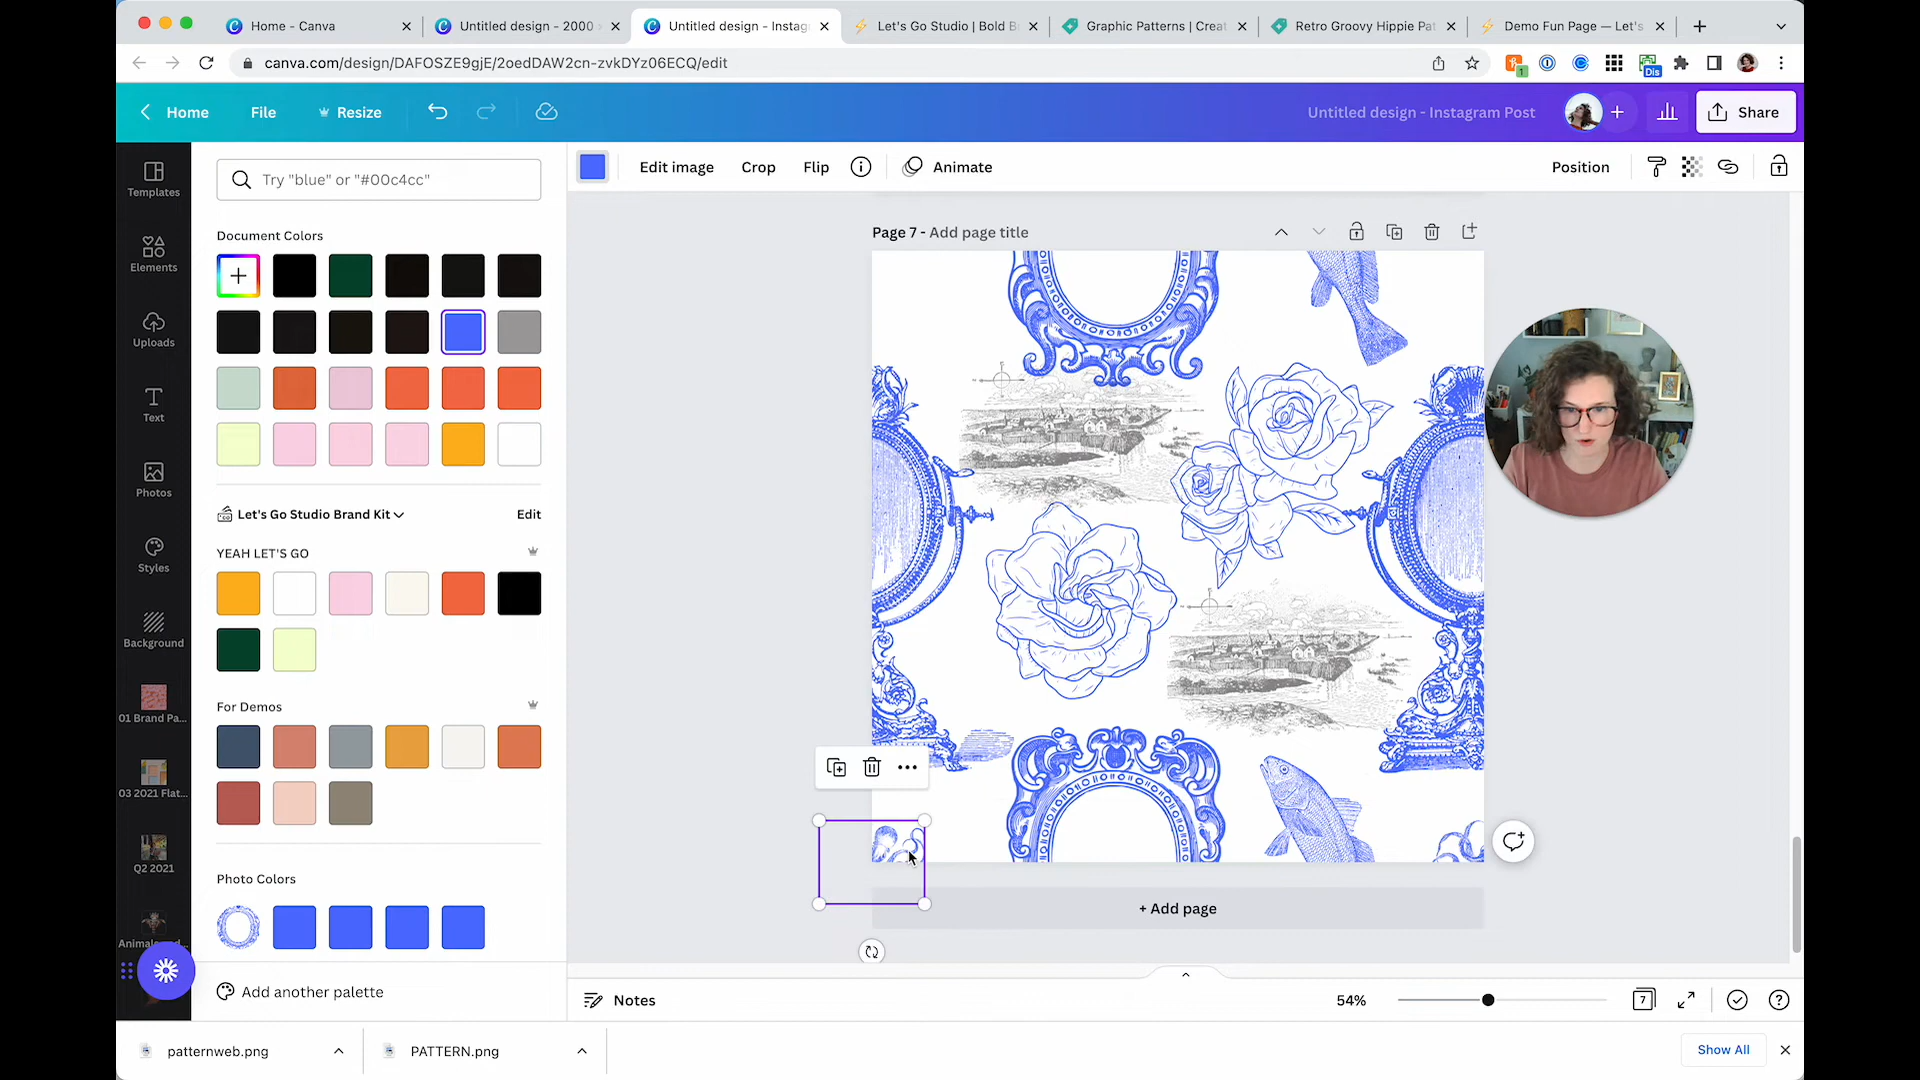 Home - Canva
Untitled design - 2000
Untitled design - Instag
Let's Go Studio | Bold B
Graphic Patterns | Creat
Retro Groovy Hippie Pat
Demo Fun Page — Let's
canva.com/design/DAFOSZE9gjE/2oedDAW2cn-zvkDYz06ECQ/edit
1
Dis
Home
File
Resize
Untitled design - Instagram Post
Share
Templates
Elements
Uploads
Text
Photos
Styles
Background
01 Brand Pa...
03 2021 Flat...
Q2 2021
Try "blue" or "#00c4cc"
Document Colors
Let's Go Studio Brand Kit
Edit
YEAH LET'S GO
For Demos
Photo Colors
Add another palette
Edit image
Crop
Flip
Animate
Position
Page 7 - Add page title
+ Add page
Notes
54%
7
patternweb.png
PATTERN.png
Show All